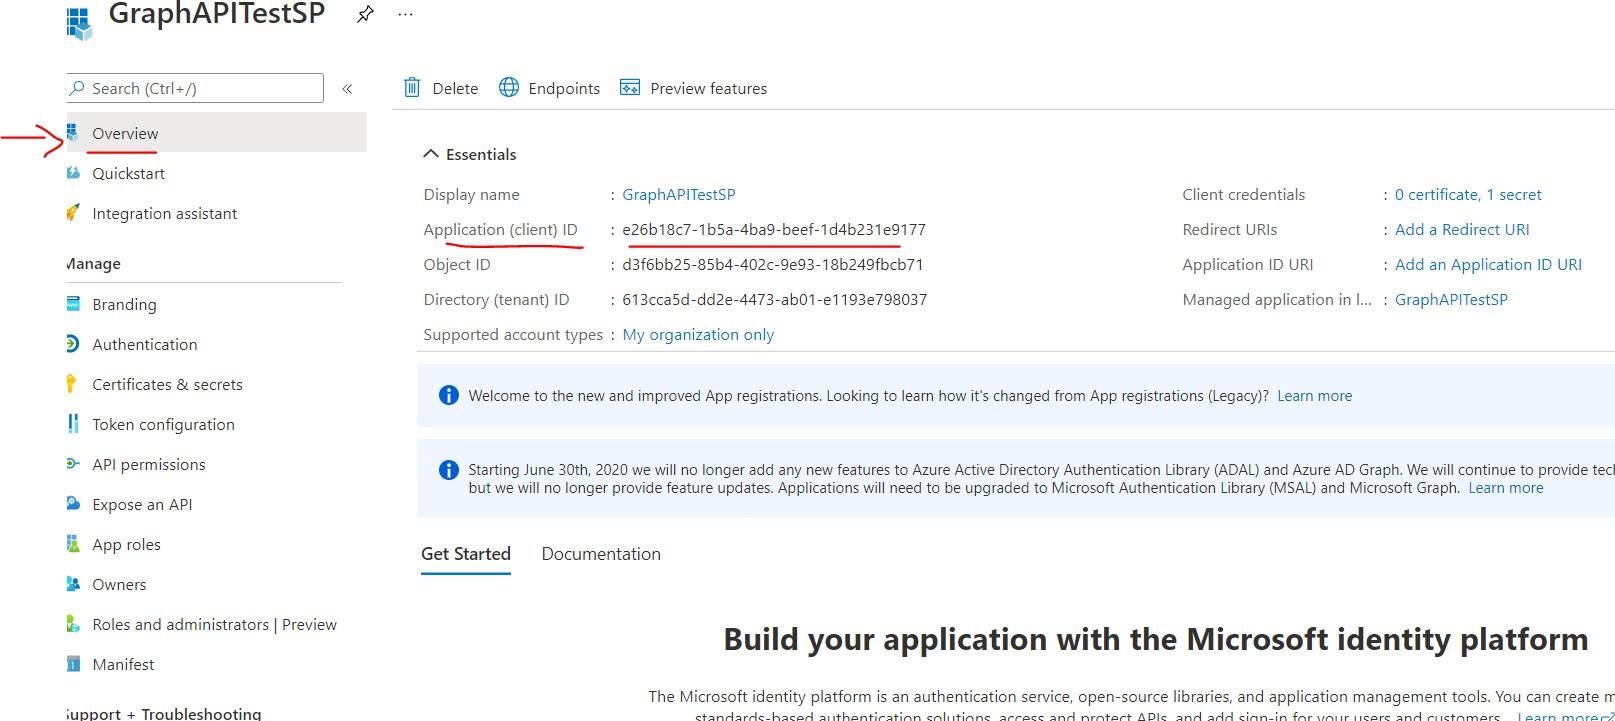 GraphAPITestSP
Search (Ctrl+/)
Delete
Endpoints
Preview features
Overview
Quickstart
Integration assistant
Manage
Branding
Authentication
Certificates & secrets
Token configuration
API permissions
Expose an API
App roles
Owners
Roles and administrators | Preview
Manifest
Support + Troubleshooting
Essentials
Display name : GraphAPITestSP
Application (client) ID : e26b18c7-1b5a-4ba9-beef-1d4b231e9177
Object ID : d3f6bb25-85b4-402c-9e93-18b249fbcb71
Directory (tenant) ID : 613cca5d-dd2e-4473-ab01-e1193e798037
Supported account types : My organization only
Client credentials : 0 certificate, 1 secret
Redirect URIs : Add a Redirect URI
Application ID URI : Add an Application ID URI
Managed application in l... : GraphAPITestSP
Welcome to the new and improved App registrations. Looking to learn how it's changed from App registrations (Legacy)? Learn more
Starting June 30th, 2020 we will no longer add any new features to Azure Active Directory Authentication Library (ADAL) and Azure AD Graph. We will continue to provide tec
but we will no longer provide feature updates. Applications will need to be upgraded to Microsoft Authentication Library (MSAL) and Microsoft Graph. Learn more
Get Started
Documentation
Build your application with the Microsoft identity platform
The Microsoft identity platform is an authentication service, open-source libraries, and application management tools. You can create m
standards-based authentication solutions, access and protect APIs, and add sign-in for your users and customers. Learn more